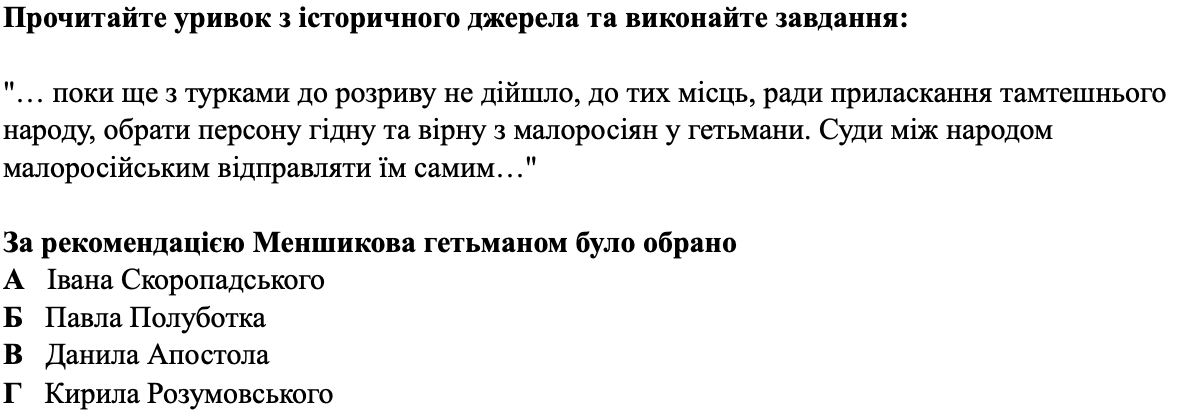 Прочитайте уривок з історичного джерела та виконайте завдання:
"… поки ще з турками до розриву не дійшло, до тих місць, ради приласкання тамтешнього
народу, обрати персону гідну та вірну з малоросіян у гетьмани. Суди між народом
малоросійським відправляти їм самим…"
За рекомендацією Меншикова гетьманом було обрано
А Івана Скоропадського
Б Павла Полуботка
В Данила Апостола
Г Кирила Розумовського